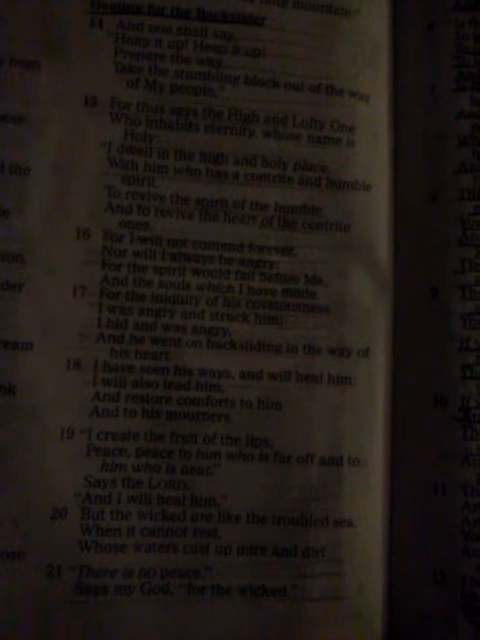 mountain"
Healing for the Backslider
14 And one shall say,
"Heap it up! Heap it up!
Prepare the way,
Take the stumbling block out of the way
of My people."
15 For thus says the High and Lofty One
Who inhabits eternity, whose name is
Holy:
"I dwell in the high and holy place,
With him who has a contrite and humble
spirit,
To revive the spirit of the humble,
And to revive the heart of the contrite
ones.
16 For I will not contend forever,
Nor will I always be angry;
For the spirit would fail before Me,
And the souls which I have made.
17 For the iniquity of his covetousness
I was angry and struck him;
I hid and was angry,
And he went on backsliding in the way of
his heart.
18 I have seen his ways, and will heal him;
I will also lead him,
And restore comforts to him
And to his mourners.
19 "I create the fruit of the lips:
Peace, peace to him who is far off and to
him who is near,"
Says the LORD,
"And I will heal him."
20 But the wicked are like the troubled sea,
When it cannot rest,
Whose waters cast up mire and dirt.
21 "There is no peace,"
Says my God, "for the wicked."